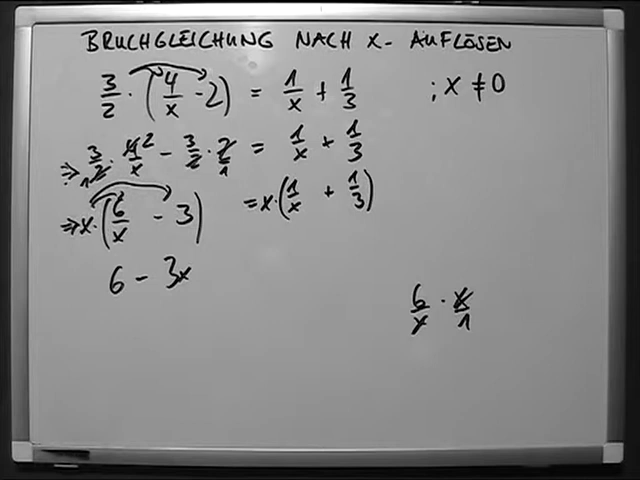 BRUCHGLEICHUNG NACH X- AUFLÖSEN
3/2 · (4/x - 2) = 1/x + 1/3 ; x ≠ 0
=> 3/2 · 4/x - 3/2 · 2/1 = 1/x + 1/3
=> x · (6/x - 3) = x · (1/x + 1/3)
6 - 3x
6/x · x/1